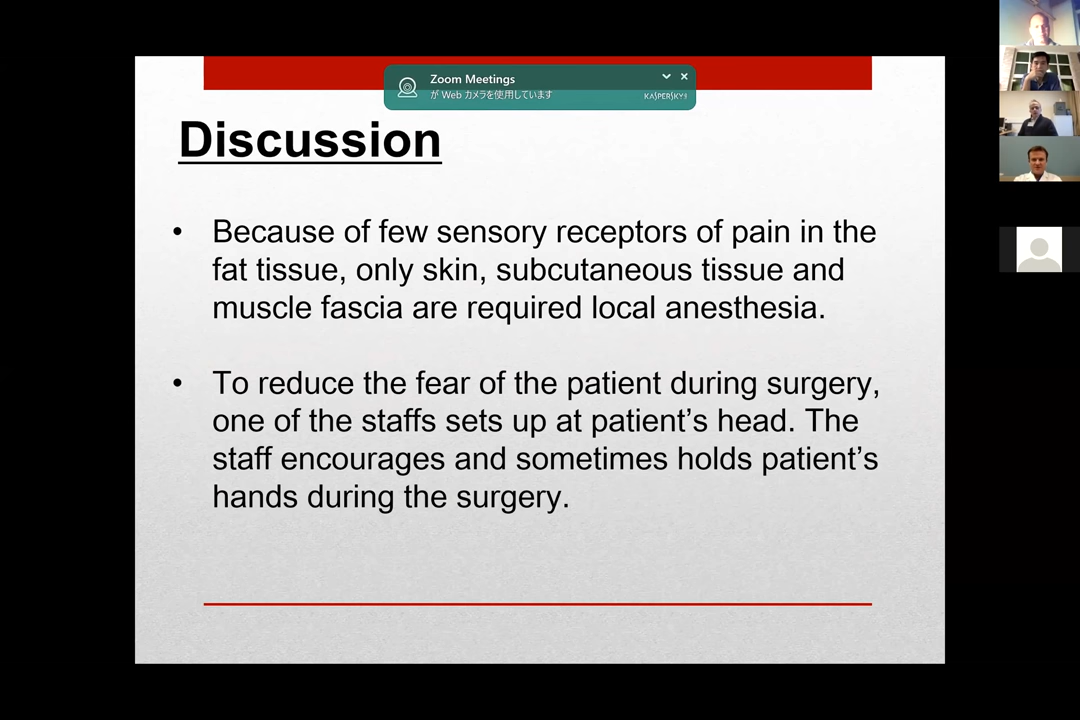 Zoom Meetings
が Web カメラを使用しています
KASPERSKY
Discussion
• Because of few sensory receptors of pain in the
fat tissue, only skin, subcutaneous tissue and
muscle fascia are required local anesthesia.
• To reduce the fear of the patient during surgery,
one of the staffs sets up at patient’s head. The
staff encourages and sometimes holds patient’s
hands during the surgery.